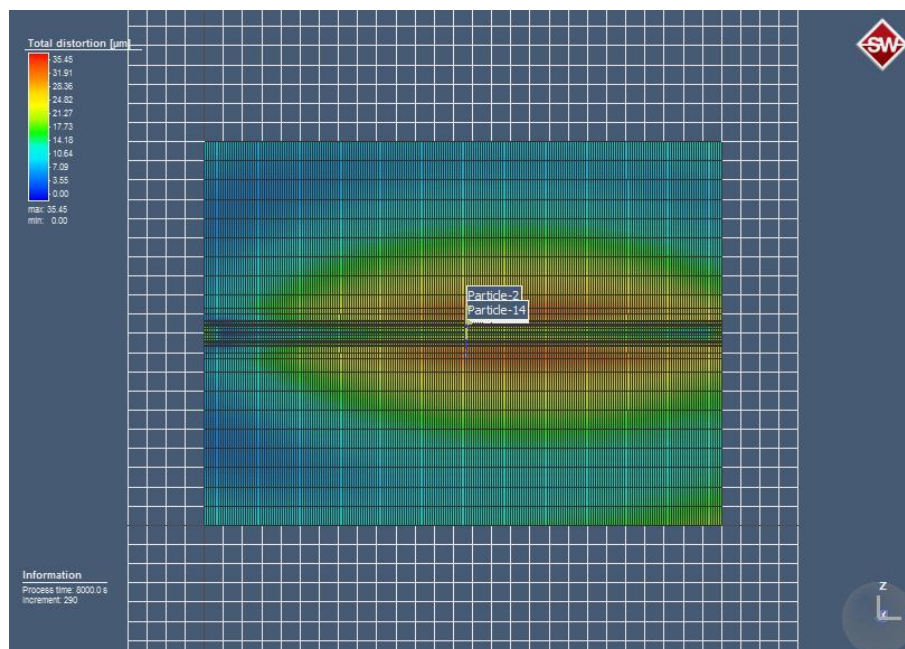 Total distortion [µm]
35.45
31.91
28.36
24.82
21.27
17.73
14.18
10.64
7.09
3.55
0.00
max: 35.45
min: 0.00
SW
Particle-2
Particle-14
Information
Process time: 8000.0 s
Increment: 290
Z